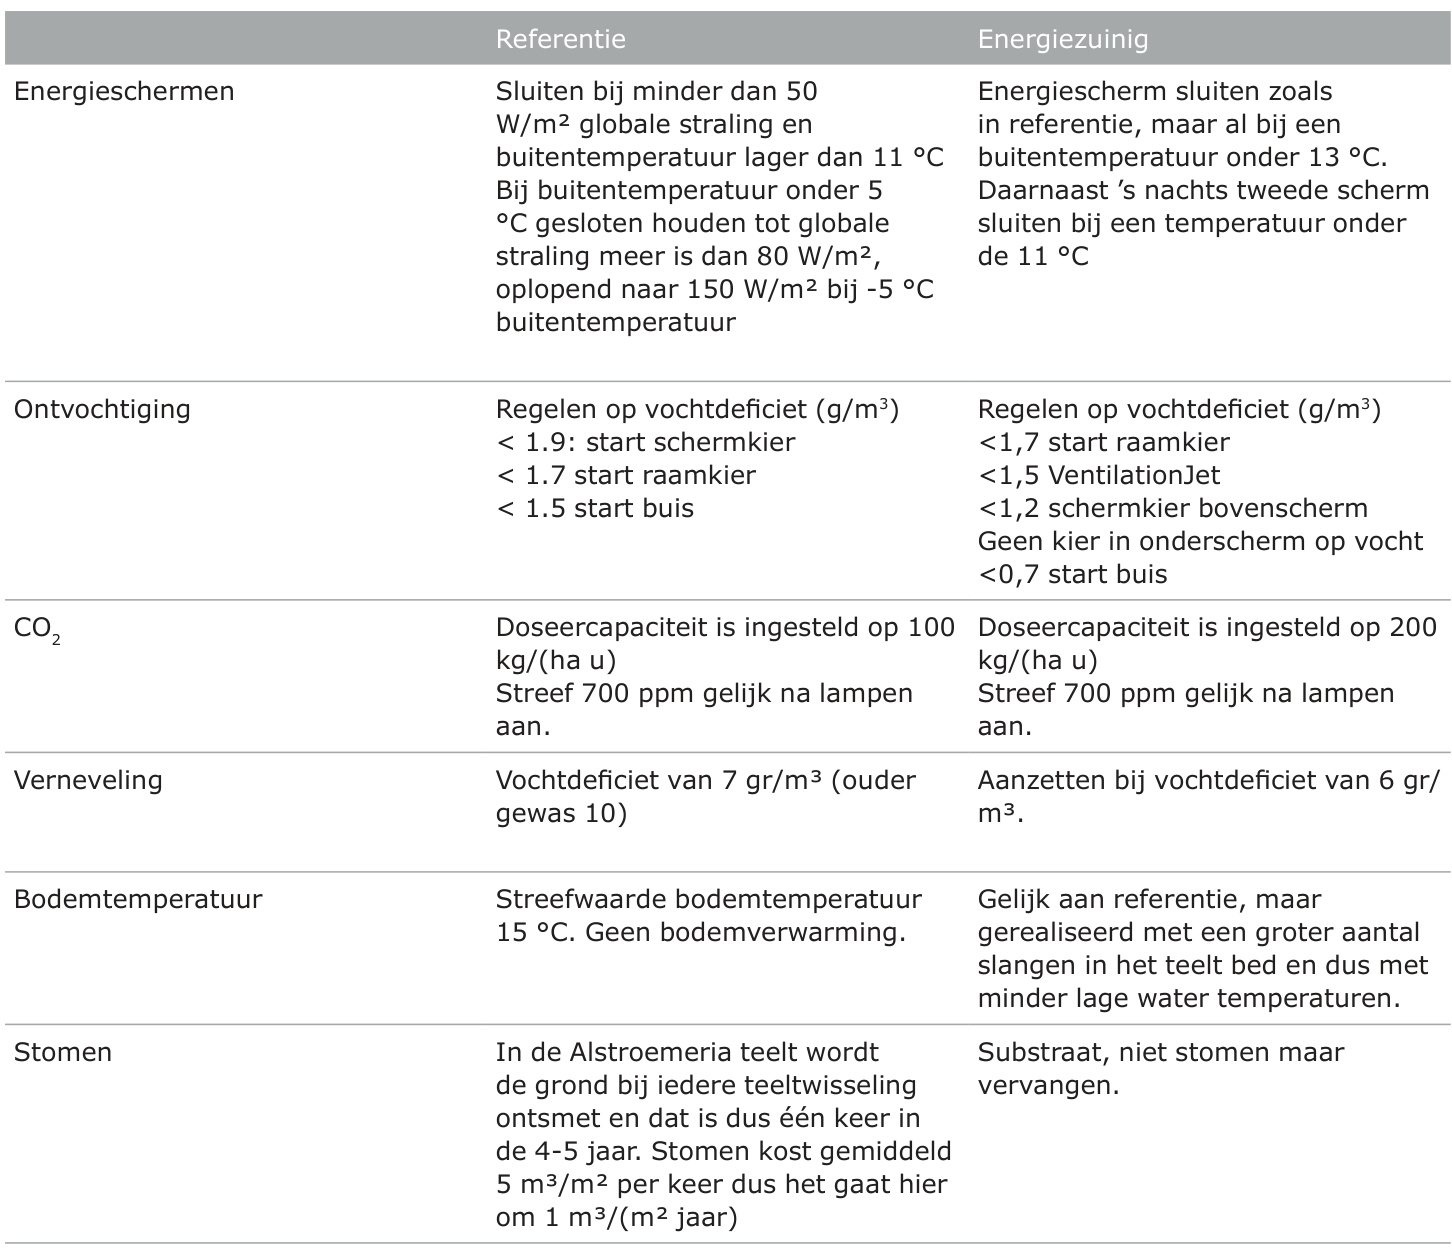 Referentie Energiezuinig
Energieschermen
Sluiten bij minder dan 50
W/m² globale straling en
buitentemperatuur lager dan 11 °C
Bij buitentemperatuur onder 5
°C gesloten houden tot globale
straling meer is dan 80 W/m²,
oplopend naar 150 W/m² bij -5 °C
buitentemperatuur
Energiescherm sluiten zoals
in referentie, maar al bij een
buitentemperatuur onder 13 °C.
Daarnaast ’s nachts tweede scherm
sluiten bij een temperatuur onder
de 11 °C
Ontvochtiging
Regelen op vochtdeficiet (g/m³)
< 1.9: start schermkier
< 1.7 start raamkier
< 1.5 start buis
Regelen op vochtdeficiet (g/m³)
<1,7 start raamkier
<1,5 VentilationJet
<1,2 schermkier bovenscherm
Geen kier in onderscherm op vocht
<0,7 start buis
CO₂
Doseercapaciteit is ingesteld op 100
kg/(ha u)
Streef 700 ppm gelijk na lampen
aan.
Doseercapaciteit is ingesteld op 200
kg/(ha u)
Streef 700 ppm gelijk na lampen
aan.
Verneveling
Vochtdeficiet van 7 gr/m³ (ouder
gewas 10)
Aanzetten bij vochtdeficiet van 6 gr/
m³.
Bodemtemperatuur
Streefwaarde bodemtemperatuur
15 °C. Geen bodemverwarming.
Gelijk aan referentie, maar
gerealiseerd met een groter aantal
slangen in het teelt bed en dus met
minder lage water temperaturen.
Stomen
In de Alstroemeria teelt wordt
de grond bij iedere teeltwisseling
ontsmet en dat is dus één keer in
de 4-5 jaar. Stomen kost gemiddeld
5 m³/m² per keer dus het gaat hier
om 1 m³/(m² jaar)
Substraat, niet stomen maar
vervangen.